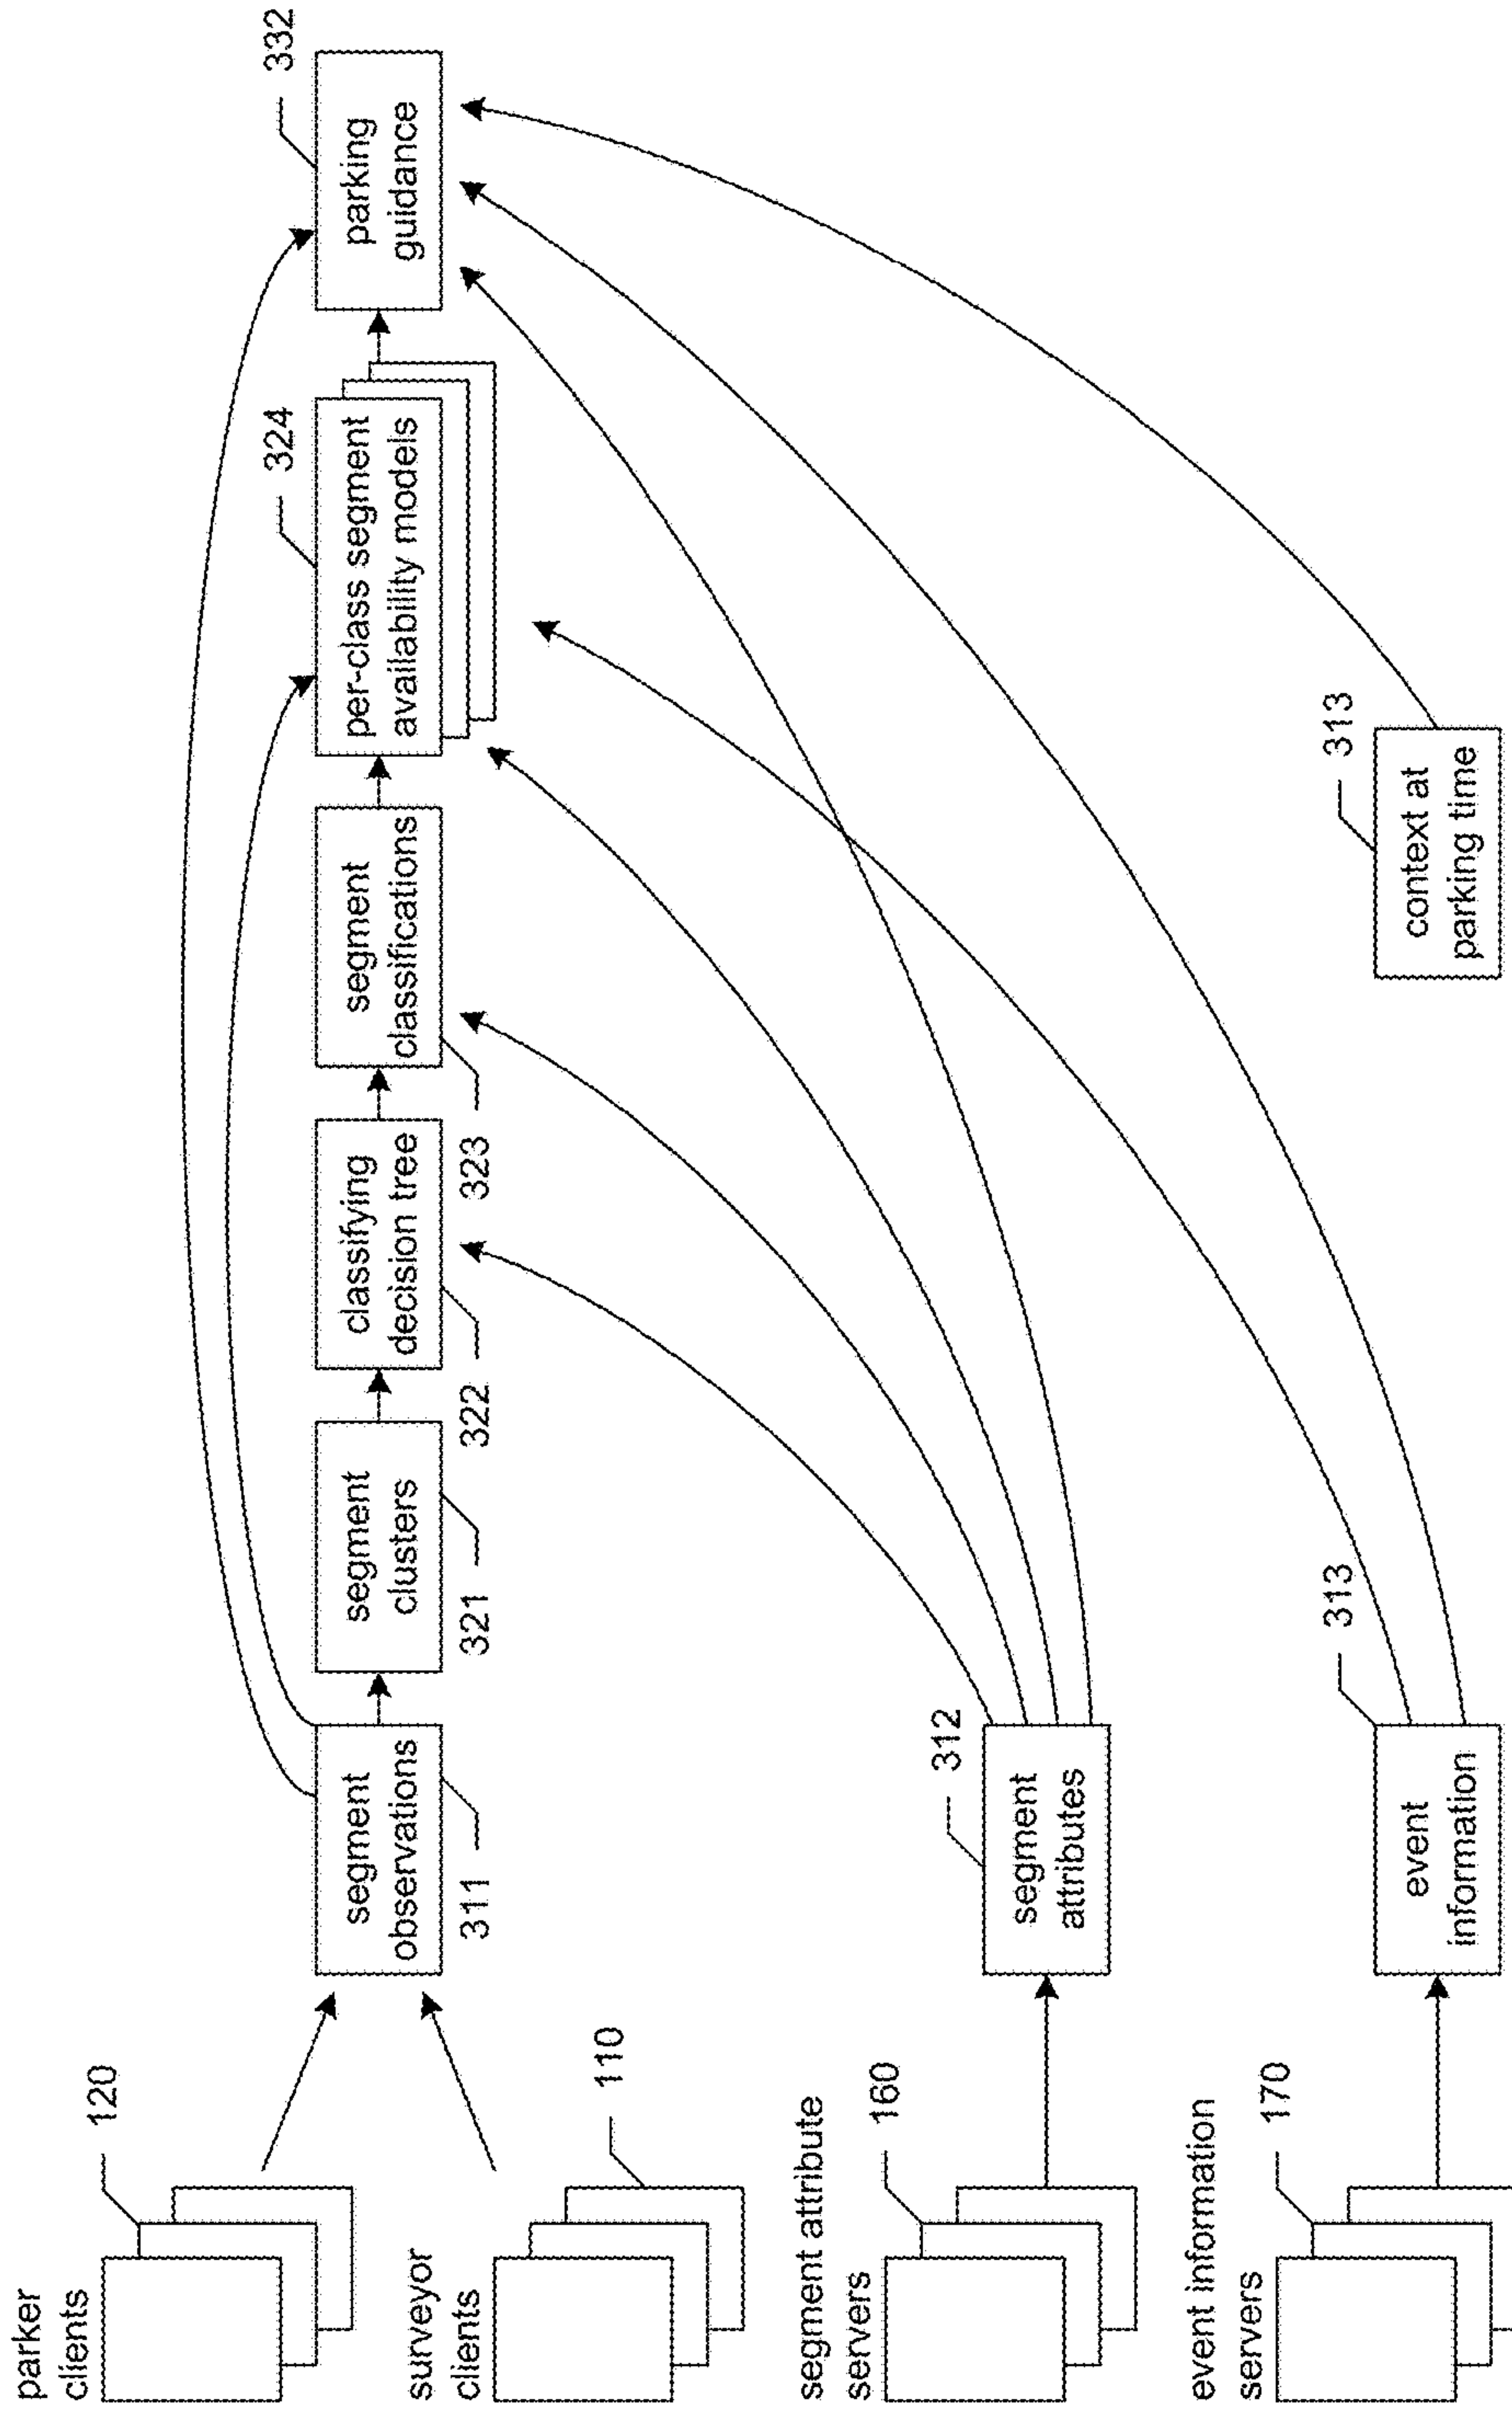 parker
clients
120
surveyor
clients
110
segment attribute
servers
160
event information
servers
170
segment
observations
311
segment
clusters
321
classifying
decision tree
322
segment
classifications
323
per-class segment
availability models
324
parking
guidance
332
segment
attributes
312
event
information
313
context at
parking time
313